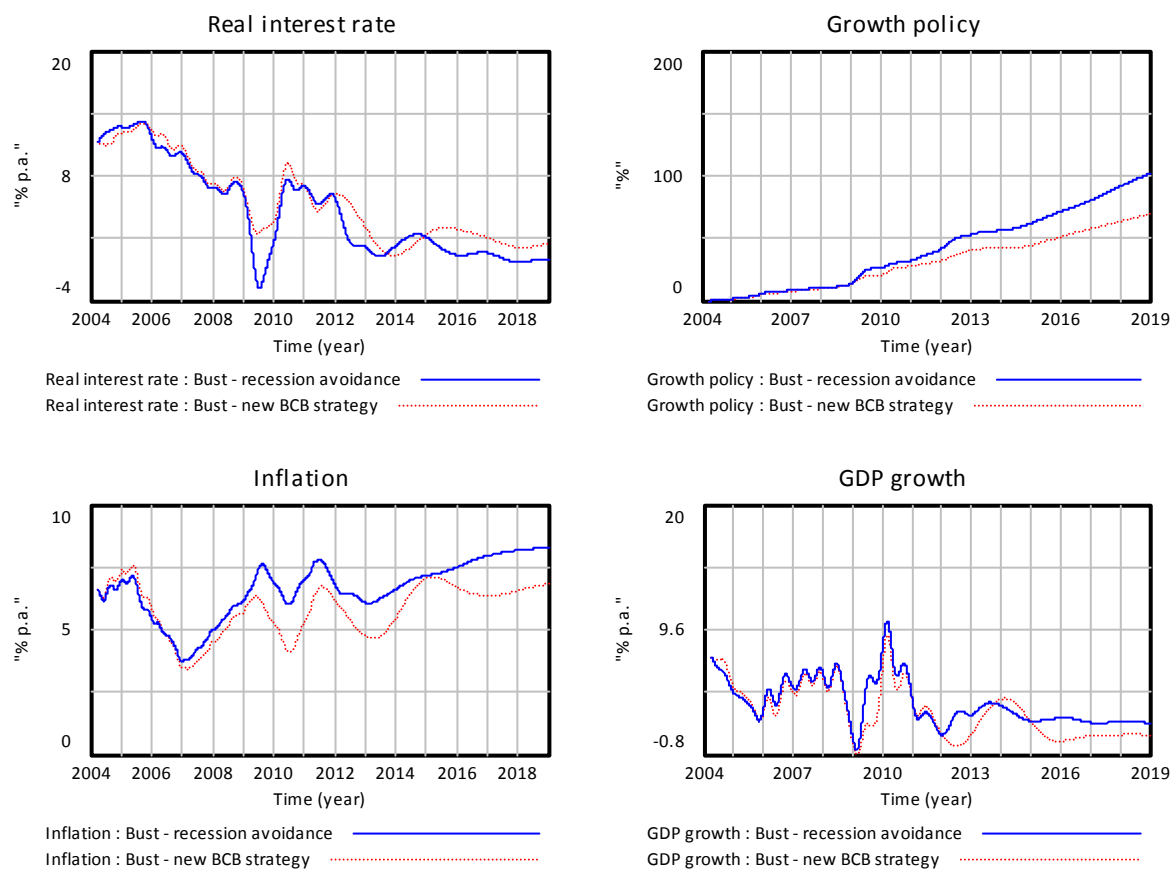 Real interest rate
20
8
-4
"% p.a."
2004 2006 2008 2010 2012 2014 2016 2018
Time (year)
Real interest rate : Bust - recession avoidance
Real interest rate : Bust - new BCB strategy
Growth policy
200
100
0
"%"
2004 2007 2010 2013 2016 2019
Time (year)
Growth policy : Bust - recession avoidance
Growth policy : Bust - new BCB strategy
Inflation
10
5
0
"% p.a."
2004 2006 2008 2010 2012 2014 2016 2018
Time (year)
Inflation : Bust - recession avoidance
Inflation : Bust - new BCB strategy
GDP growth
20
9.6
-0.8
"% p.a."
2004 2007 2010 2013 2016 2019
Time (year)
GDP growth : Bust - recession avoidance
GDP growth : Bust - new BCB strategy